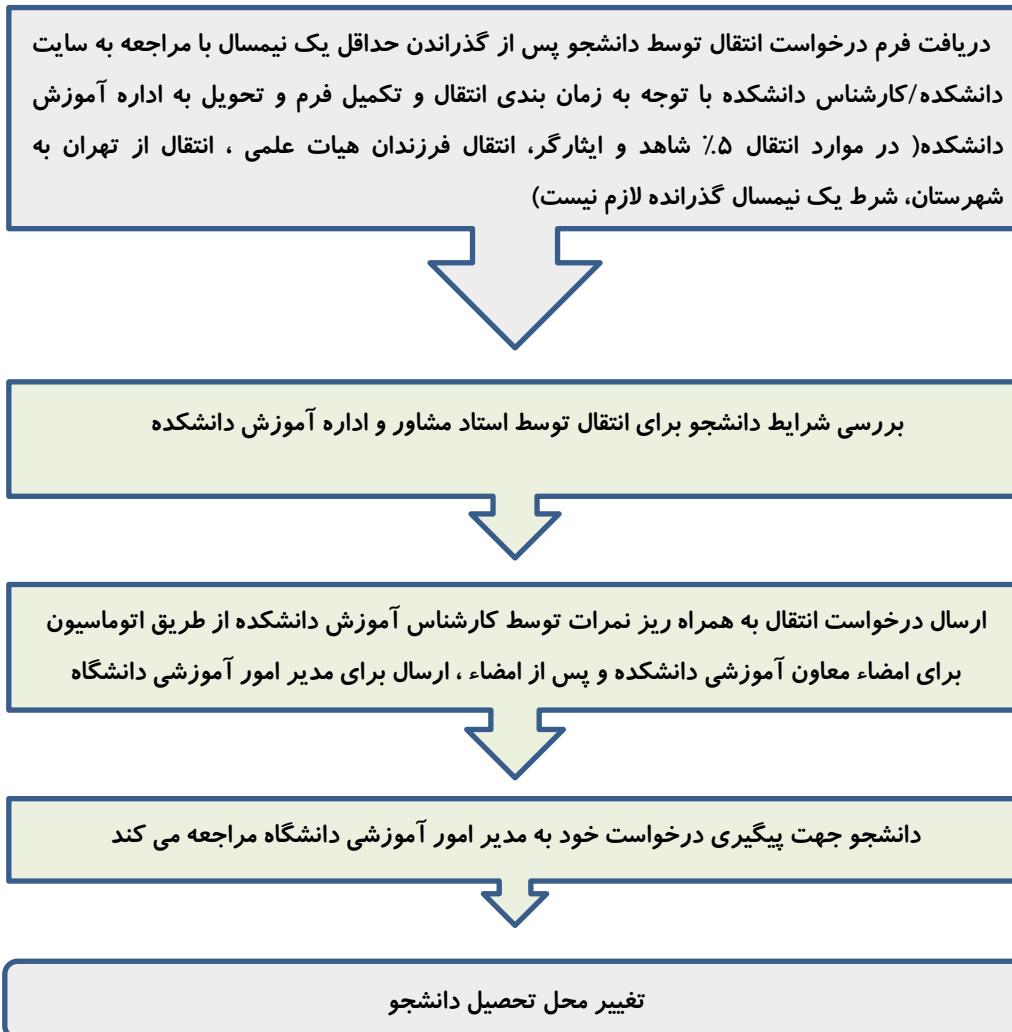 دریافت فرم درخواست انتقال توسط دانشجو پس از گذراندن حداقل یک نیمسال با مراجعه به سایت
دانشکده/کارشناس دانشکده با توجه به زمان بندی انتقال و تکمیل فرم و تحویل به اداره آموزش
دانشکده( در موارد انتقال ۵٪ شاهد و ایثارگر، انتقال فرزندان هیات علمی ، انتقال از تهران به
شهرستان، شرط یک نیمسال گذرانده لازم نیست)
بررسی شرایط دانشجو برای انتقال توسط استاد مشاور و اداره آموزش دانشکده
ارسال درخواست انتقال به همراه ریز نمرات توسط کارشناس آموزش دانشکده از طریق اتوماسیون
برای امضاء معاون آموزشی دانشکده و پس از امضاء ، ارسال برای مدیر امور آموزشی دانشگاه
دانشجو جهت پیگیری درخواست خود به مدیر امور آموزشی دانشگاه مراجعه می کند
تغییر محل تحصیل دانشجو